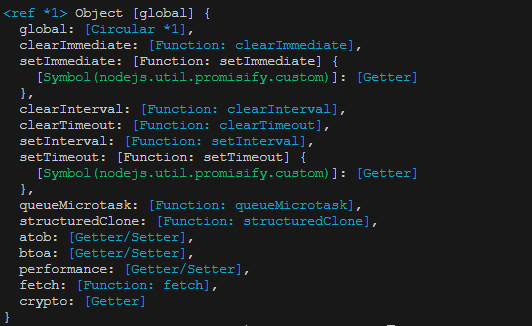 <ref *1> Object [global] {
  global: [Circular *1],
  clearImmediate: [Function: clearImmediate],
  setImmediate: [Function: setImmediate] {
    [Symbol(nodejs.util.promisify.custom)]: [Getter]
  },
  clearInterval: [Function: clearInterval],
  clearTimeout: [Function: clearTimeout],
  setInterval: [Function: setInterval],
  setTimeout: [Function: setTimeout] {
    [Symbol(nodejs.util.promisify.custom)]: [Getter]
  },
  queueMicrotask: [Function: queueMicrotask],
  structuredClone: [Function: structuredClone],
  atob: [Getter/Setter],
  btoa: [Getter/Setter],
  performance: [Getter/Setter],
  fetch: [Function: fetch],
  crypto: [Getter]
}